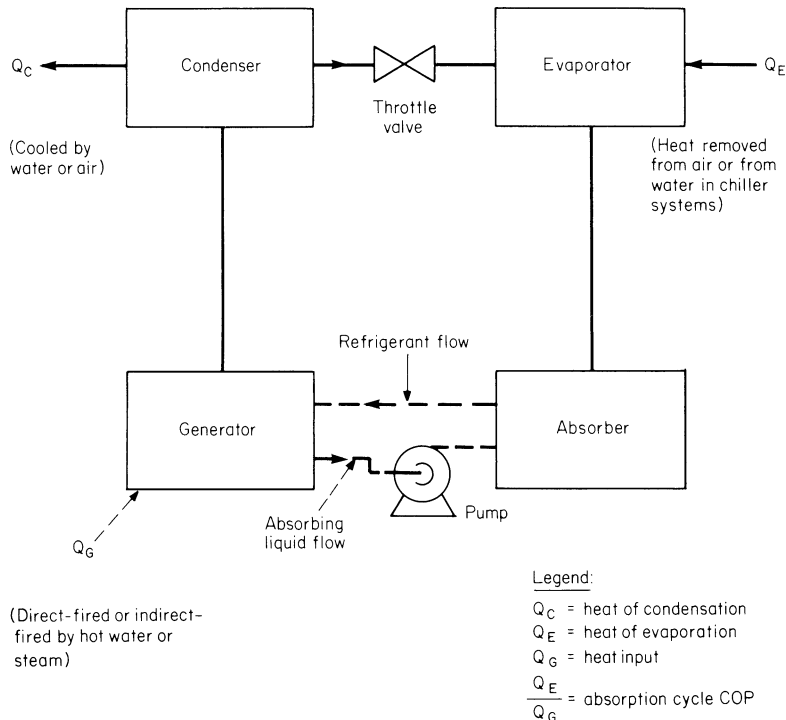 Q_C
Condenser
Throttle
valve
Evaporator
Q_E
(Cooled by
water or air)
(Heat removed
from air or from
water in chiller
systems)
Refrigerant flow
Generator
Absorber
Absorbing
liquid flow
Pump
Q_G
(Direct-fired or indirect-
fired by hot water or
steam)
Legend:
Q_C = heat of condensation
Q_E = heat of evaporation
Q_G = heat input
Q_E
Q_G = absorption cycle COP